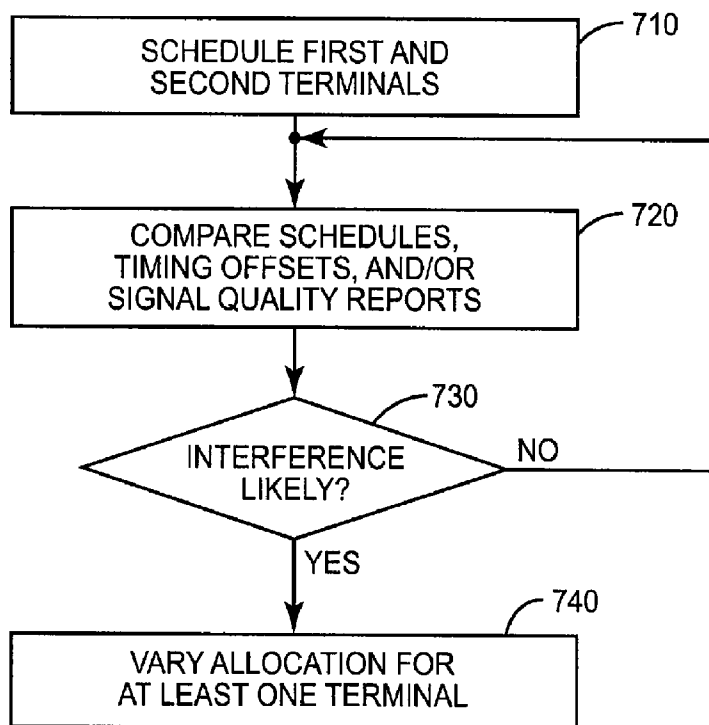 SCHEDULE FIRST AND
SECOND TERMINALS
710
COMPARE SCHEDULES,
TIMING OFFSETS, AND/OR
SIGNAL QUALITY REPORTS
720
INTERFERENCE
LIKELY?
730
NO
YES
VARY ALLOCATION FOR
AT LEAST ONE TERMINAL
740